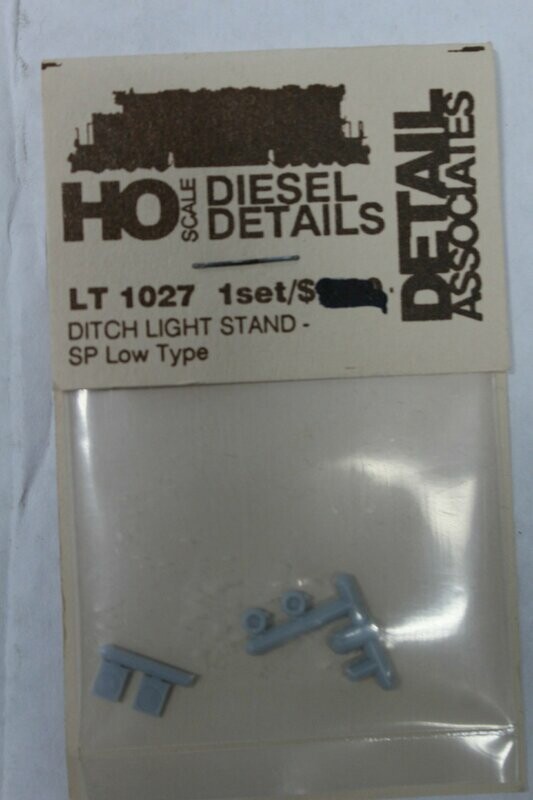 HO SCALE DIESEL DETAILS
DETAIL ASSOCIATES
LT 1027 1set/$
DITCH LIGHT STAND -
SP Low Type